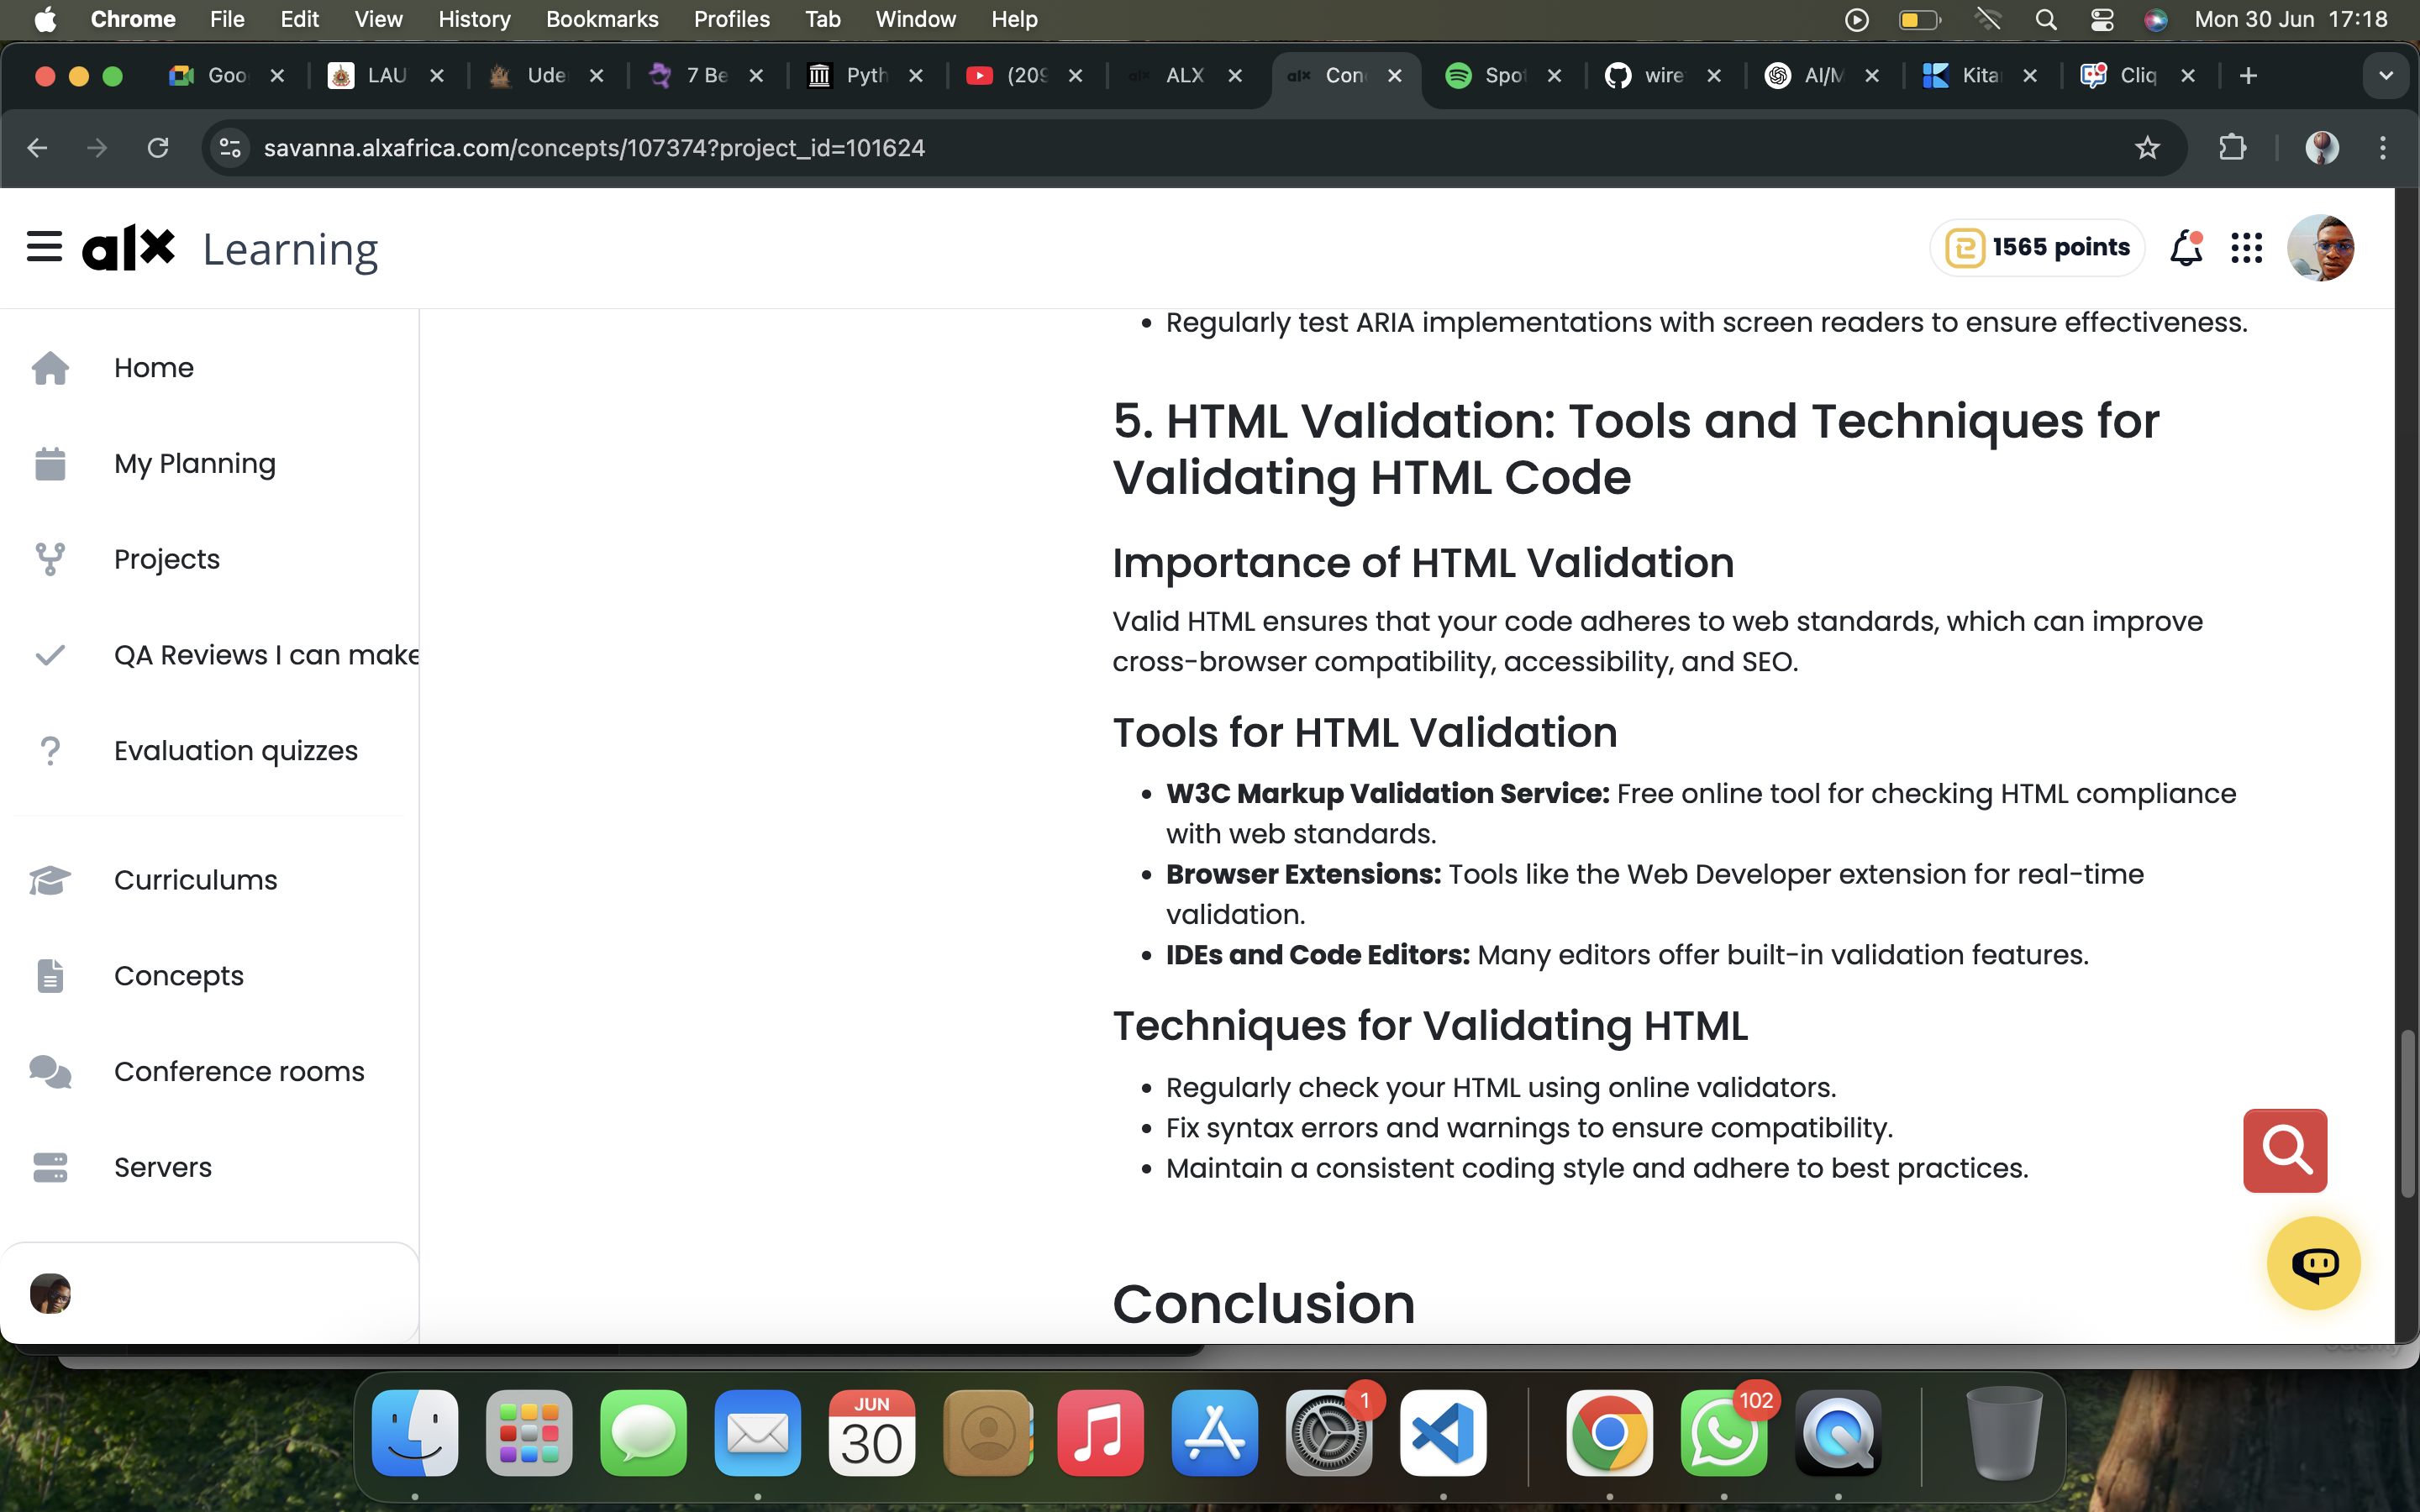 Chrome File Edit View History Bookmarks Profiles Tab Window Help Mon 30 Jun 17:18
Goo LAU Ude 7 Be Pyth (209 ALX Con Spot wire AI/M Kita Cliq
savanna.alxafrica.com/concepts/107374?project_id=101624
alx Learning 1565 points
Home
My Planning
Projects
QA Reviews I can make
Evaluation quizzes
Curriculums
Concepts
Conference rooms
Servers
Regularly test ARIA implementations with screen readers to ensure effectiveness.
5. HTML Validation: Tools and Techniques for
Validating HTML Code
Importance of HTML Validation
Valid HTML ensures that your code adheres to web standards, which can improve
cross-browser compatibility, accessibility, and SEO.
Tools for HTML Validation
W3C Markup Validation Service: Free online tool for checking HTML compliance
with web standards.
Browser Extensions: Tools like the Web Developer extension for real-time
validation.
IDEs and Code Editors: Many editors offer built-in validation features.
Techniques for Validating HTML
Regularly check your HTML using online validators.
Fix syntax errors and warnings to ensure compatibility.
Maintain a consistent coding style and adhere to best practices.
Conclusion
JUN
30
1
102